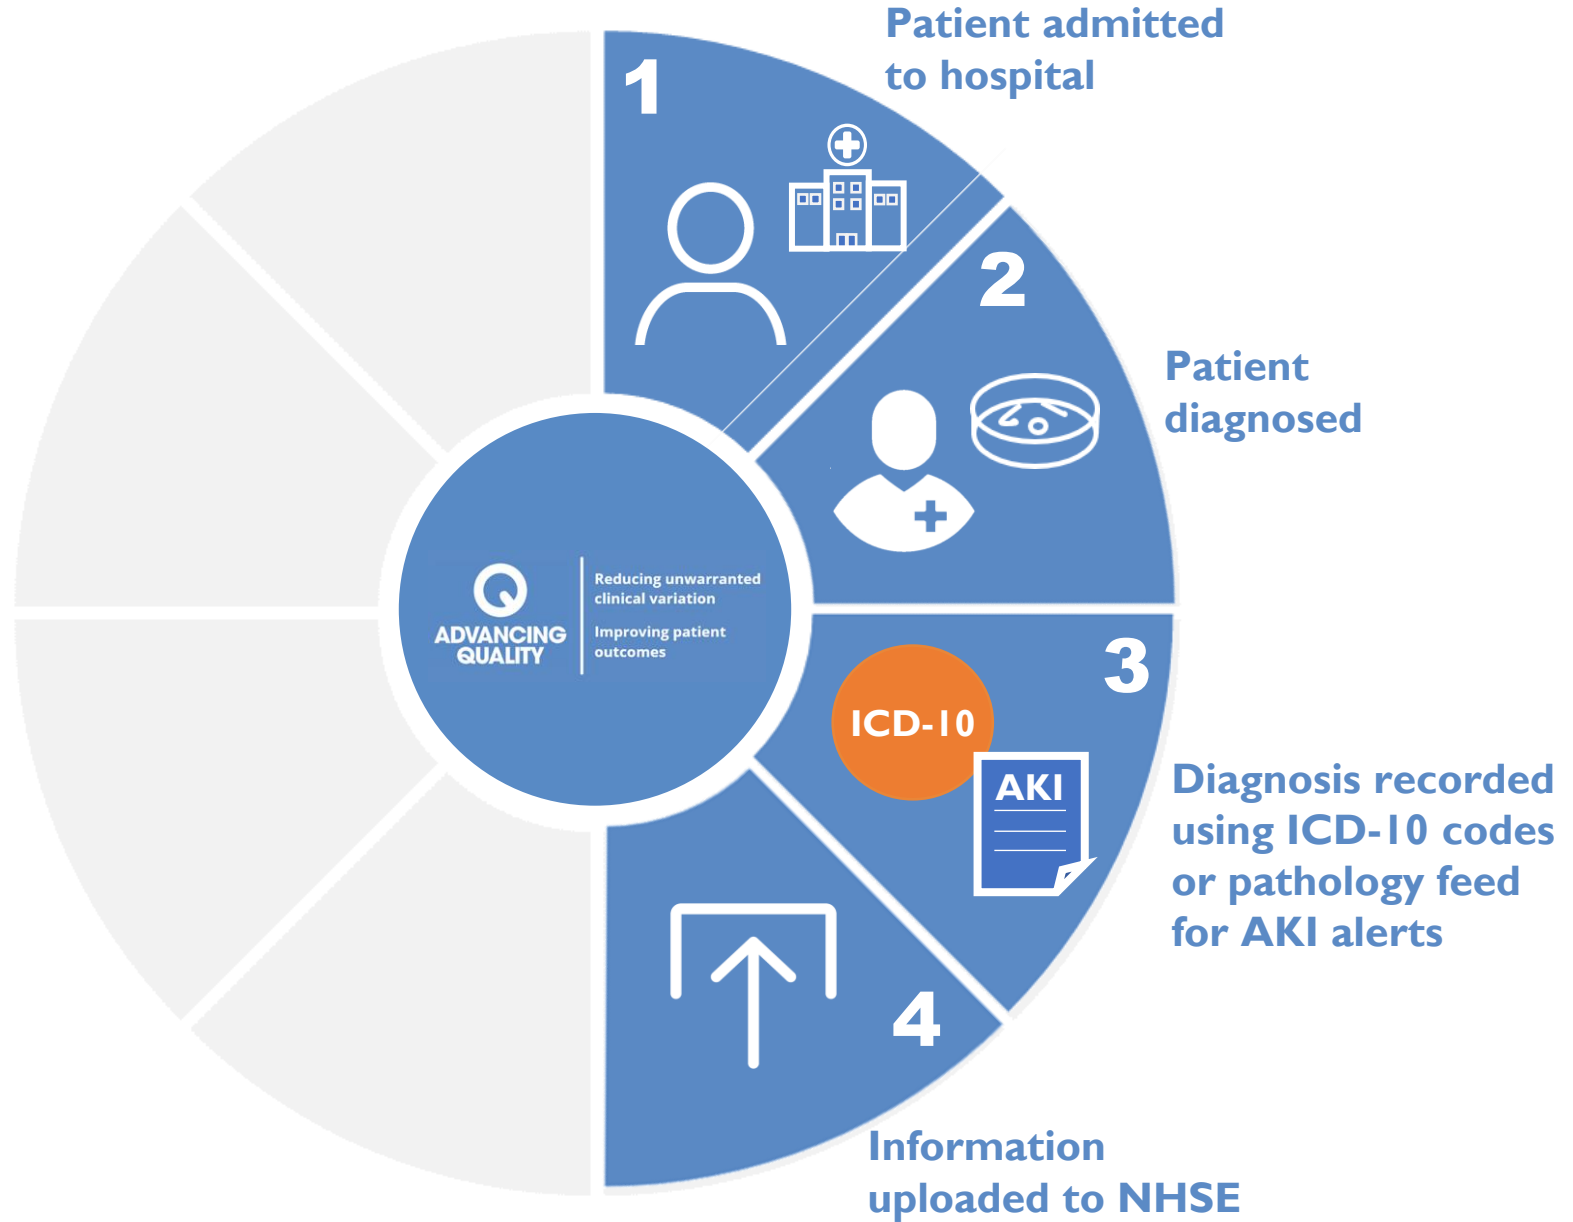 Patient admitted
to hospital
1
2
Patient
diagnosed
ADVANCING
QUALITY
Reducing unwarranted
clinical variation
Improving patient
outcomes
3
ICD-10
AKI
Diagnosis recorded
using ICD-10 codes
or pathology feed
for AKI alerts
4
Information
uploaded to NHSE